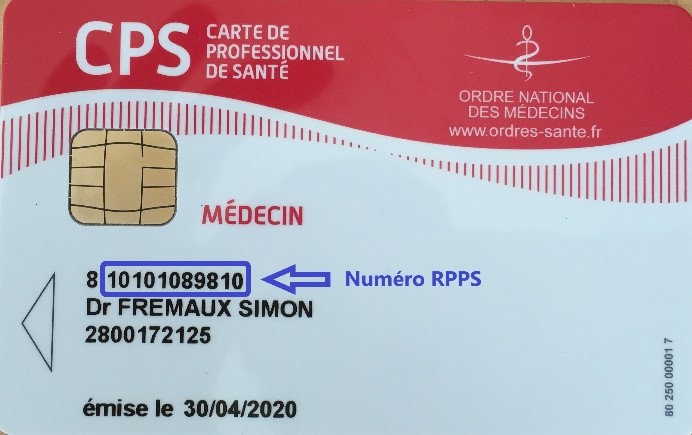 CPS
CARTE DE
PROFESSIONNEL
DE SANTÉ
ORDRE NATIONAL
DES MÉDECINS
www.ordres-sante.fr
MÉDECIN
8 10101089810 Numéro RPPS
Dr FREMAUX SIMON
2800172125
émise le 30/04/2020
80 250 00001 7